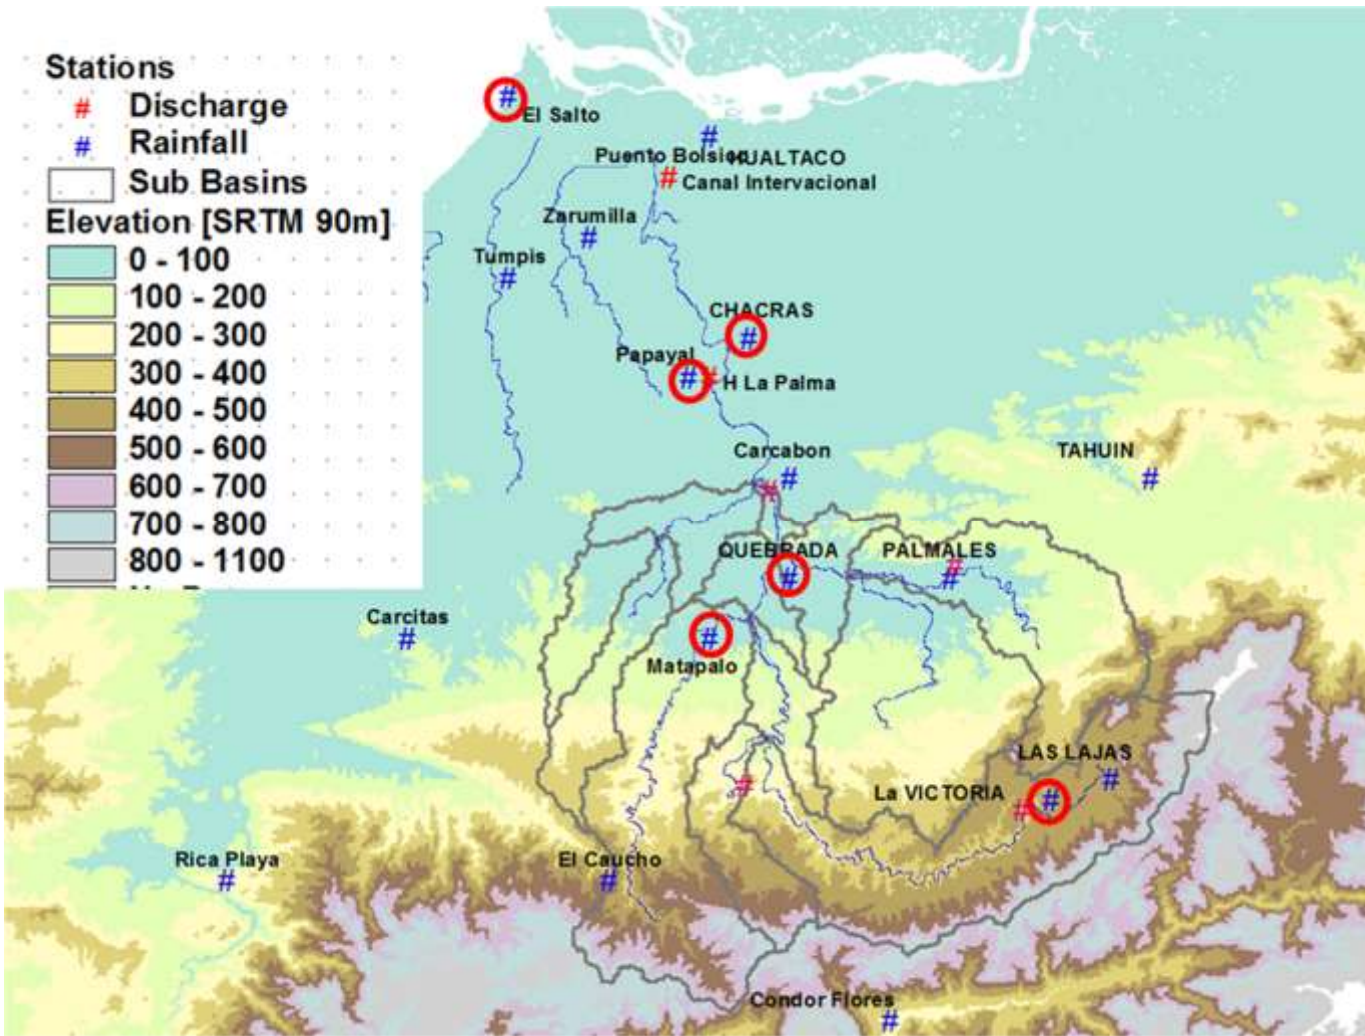 Stations
# Discharge
# Rainfall
Sub Basins
Elevation [SRTM 90m]
0 - 100
100 - 200
200 - 300
300 - 400
400 - 500
500 - 600
600 - 700
700 - 800
800 - 1100
El Salto
Puento Bolsico
HUALTACO
Canal Intervacional
Zarumilla
Tumpis
CHACRAS
Papayal
H La Palma
Carcabon
TAHUIN
QUEBRADA
PALMALES
Carcitas
Matapalo
LAS LAJAS
La VICTORIA
Rica Playa
El Caucho
Condor Flores